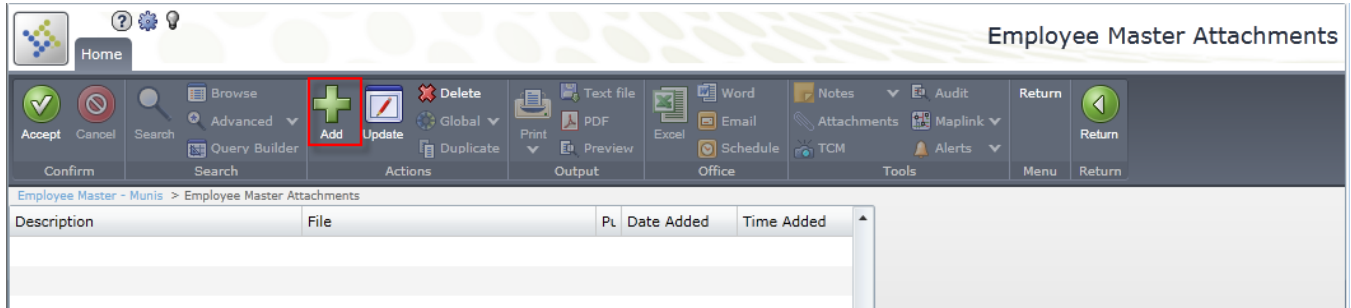 ?
Employee Master Attachments
Home
Accept
Cancel
Confirm
Search
Browse
Advanced
Query Builder
Search
Add
Update
Delete
Global
Duplicate
Actions
Print
Text file
PDF
Preview
Output
Excel
Word
Email
Schedule
Office
Notes
Attachments
TCM
Audit
Maplink
Alerts
Tools
Return
Menu
Return
Return
Employee Master - Munis > Employee Master Attachments
Description File Pu Date Added Time Added